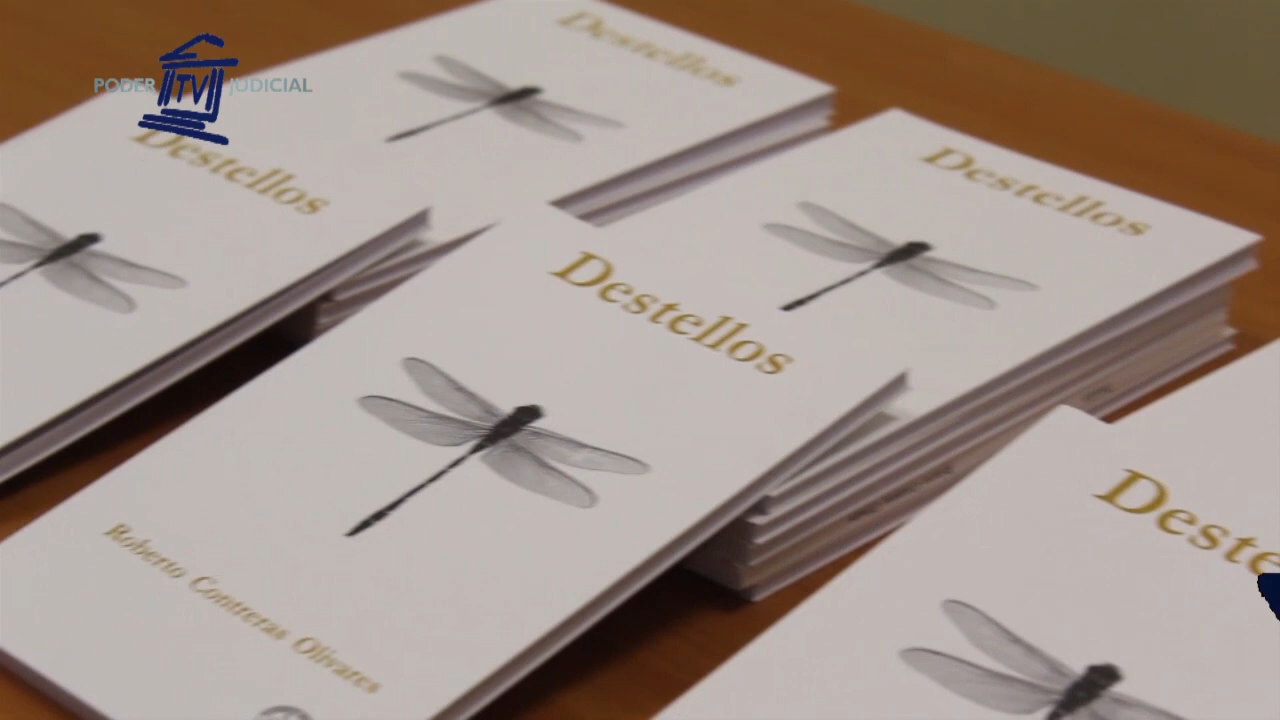 PODER TV JUDICIAL
Destellos
Destellos
Destellos
Destellos
Roberto Contreras Olivares
Deste